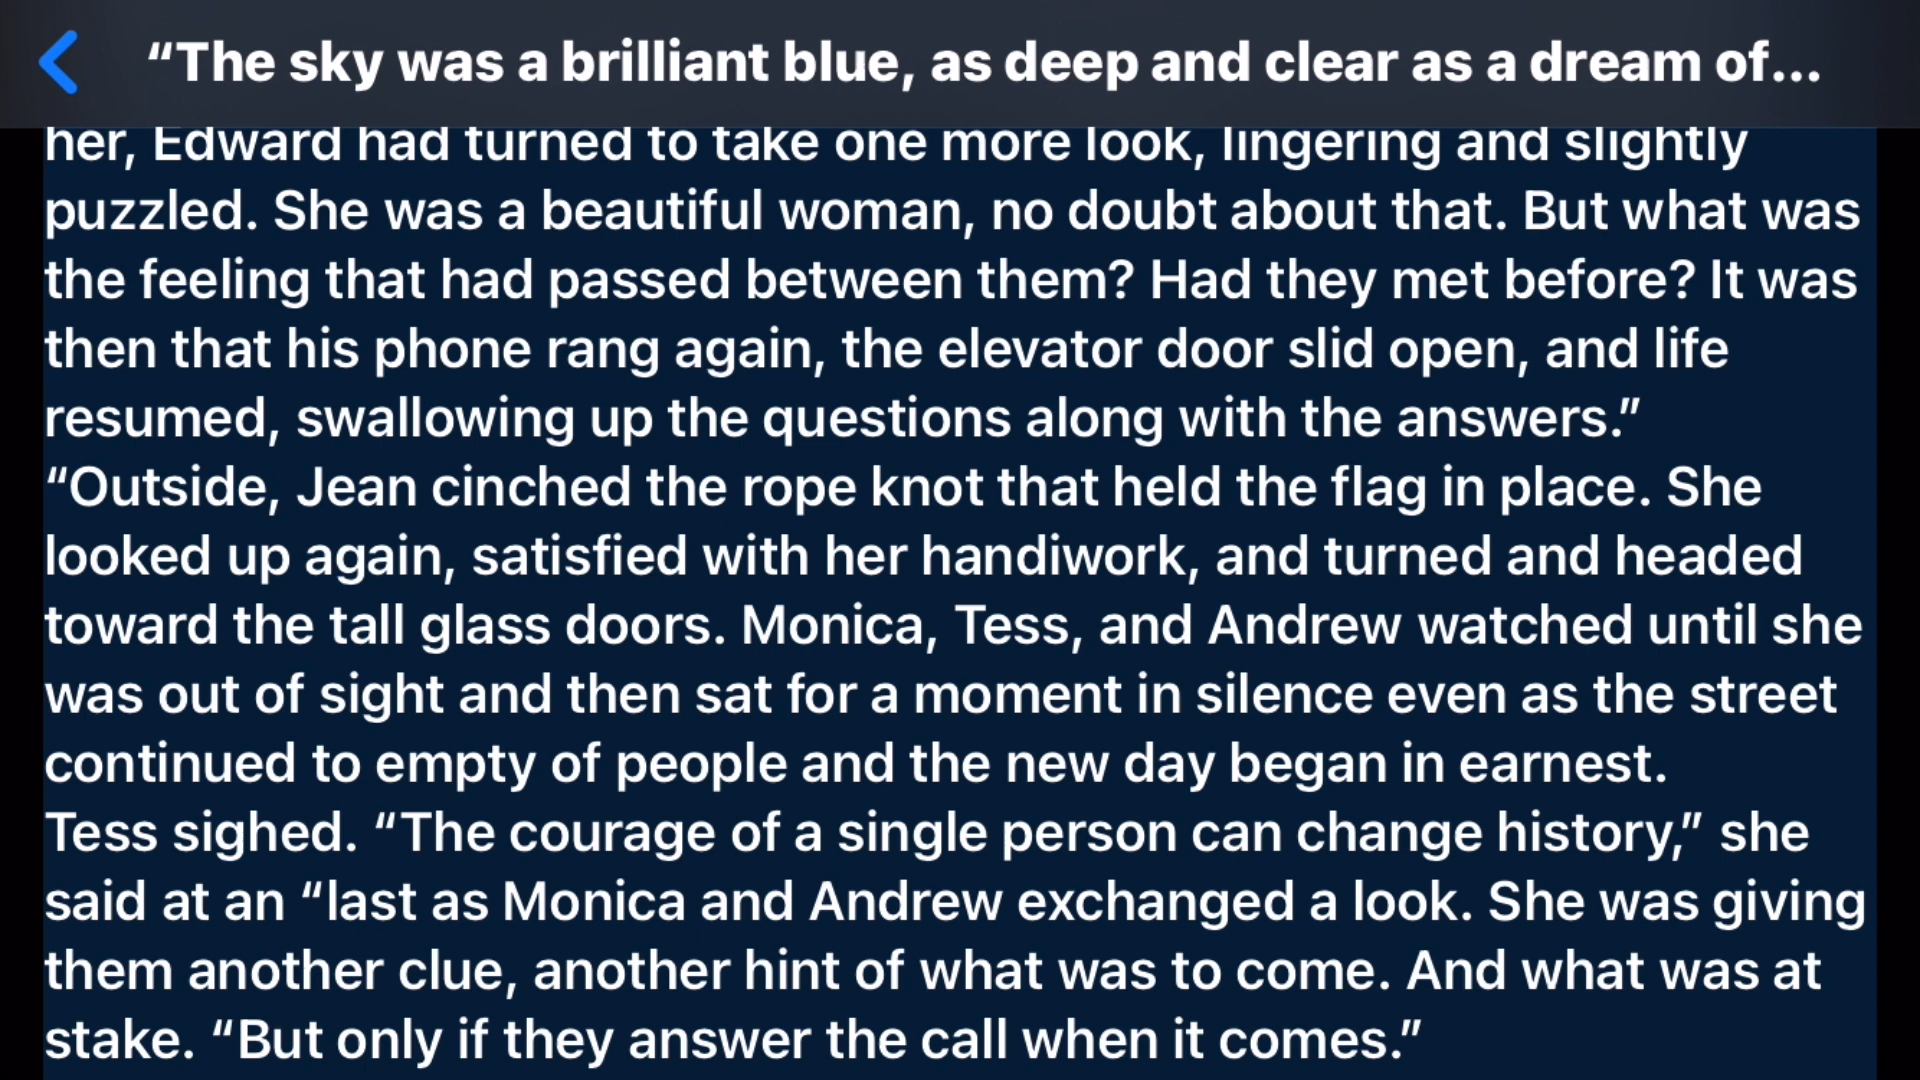 “The sky was a brilliant blue, as deep and clear as a dream of...
her, Edward had turned to take one more look, lingering and slightly
puzzled. She was a beautiful woman, no doubt about that. But what was
the feeling that had passed between them? Had they met before? It was
then that his phone rang again, the elevator door slid open, and life
resumed, swallowing up the questions along with the answers.”
“Outside, Jean cinched the rope knot that held the flag in place. She
looked up again, satisfied with her handiwork, and turned and headed
toward the tall glass doors. Monica, Tess, and Andrew watched until she
was out of sight and then sat for a moment in silence even as the street
continued to empty of people and the new day began in earnest.
Tess sighed. “The courage of a single person can change history,” she
said at an “last as Monica and Andrew exchanged a look. She was giving
them another clue, another hint of what was to come. And what was at
stake. “But only if they answer the call when it comes.”